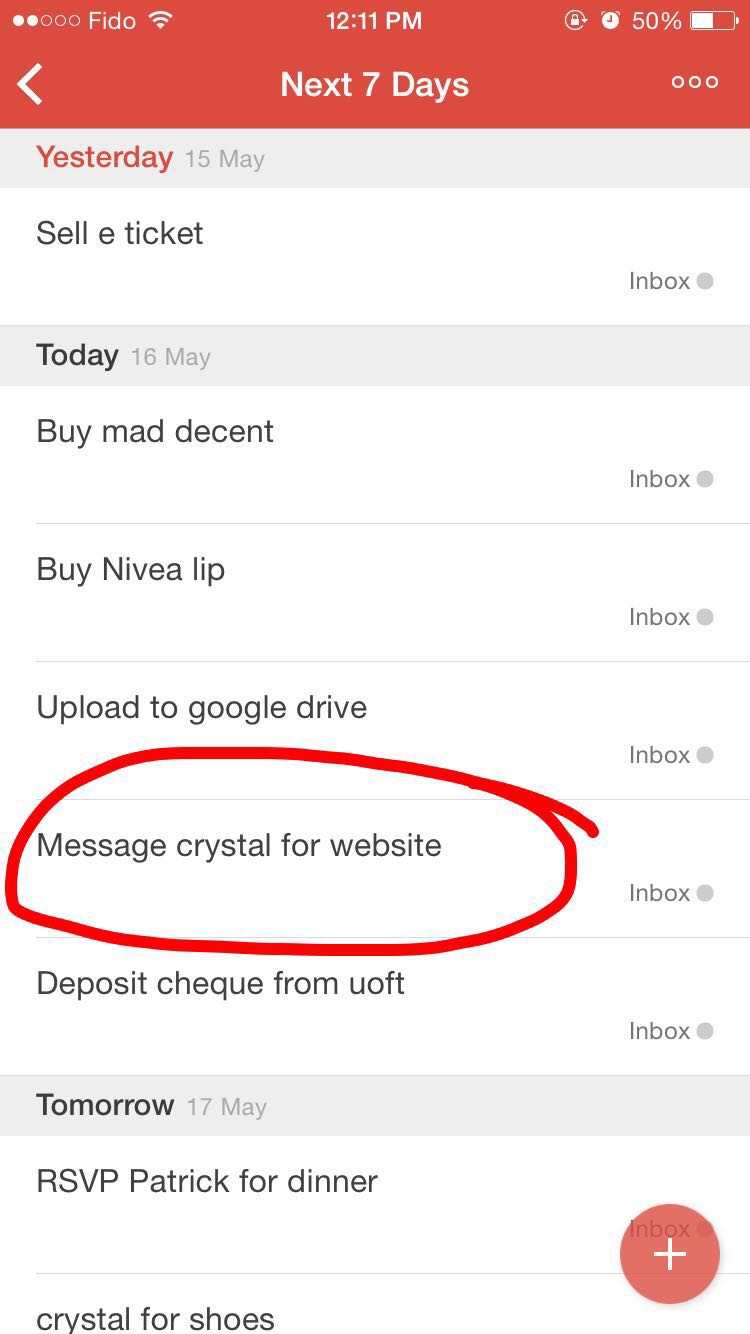 Fido 12:11 PM 50%
Next 7 Days
Yesterday 15 May
Sell e ticket
Inbox
Today 16 May
Buy mad decent
Inbox
Buy Nivea lip
Inbox
Upload to google drive
Inbox
Message crystal for website
Inbox
Deposit cheque from uoft
Inbox
Tomorrow 17 May
RSVP Patrick for dinner
Inbox
crystal for shoes